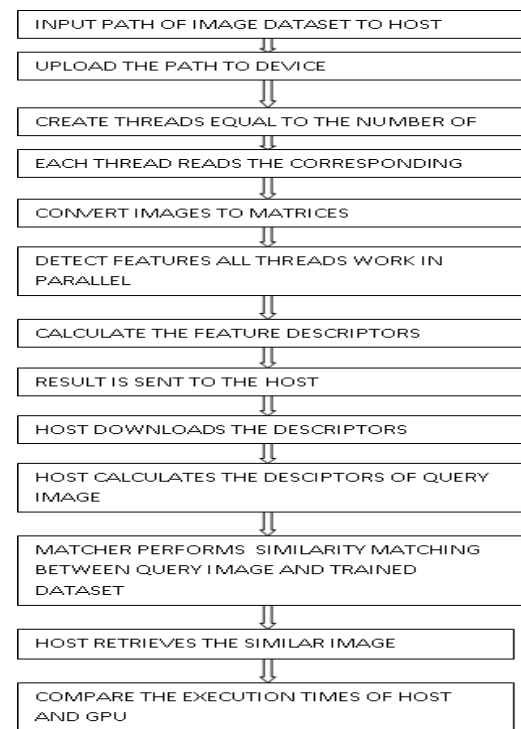 INPUT PATH OF IMAGE DATASET TO HOST
UPLOAD THE PATH TO DEVICE
CREATE THREADS EQUAL TO THE NUMBER OF
EACH THREAD READS THE CORRESPONDING
CONVERT IMAGES TO MATRICES
DETECT FEATURES ALL THREADS WORK IN
PARALLEL
CALCULATE THE FEATURE DESCRIPTORS
RESULT IS SENT TO THE HOST
HOST DOWNLOADS THE DESCRIPTORS
HOST CALCULATES THE DESCIPTORS OF QUERY
IMAGE
MATCHER PERFORMS SIMILARITY MATCHING
BETWEEN QUERY IMAGE AND TRAINED
DATASET
HOST RETRIEVES THE SIMILAR IMAGE
COMPARE THE EXECUTION TIMES OF HOST
AND GPU